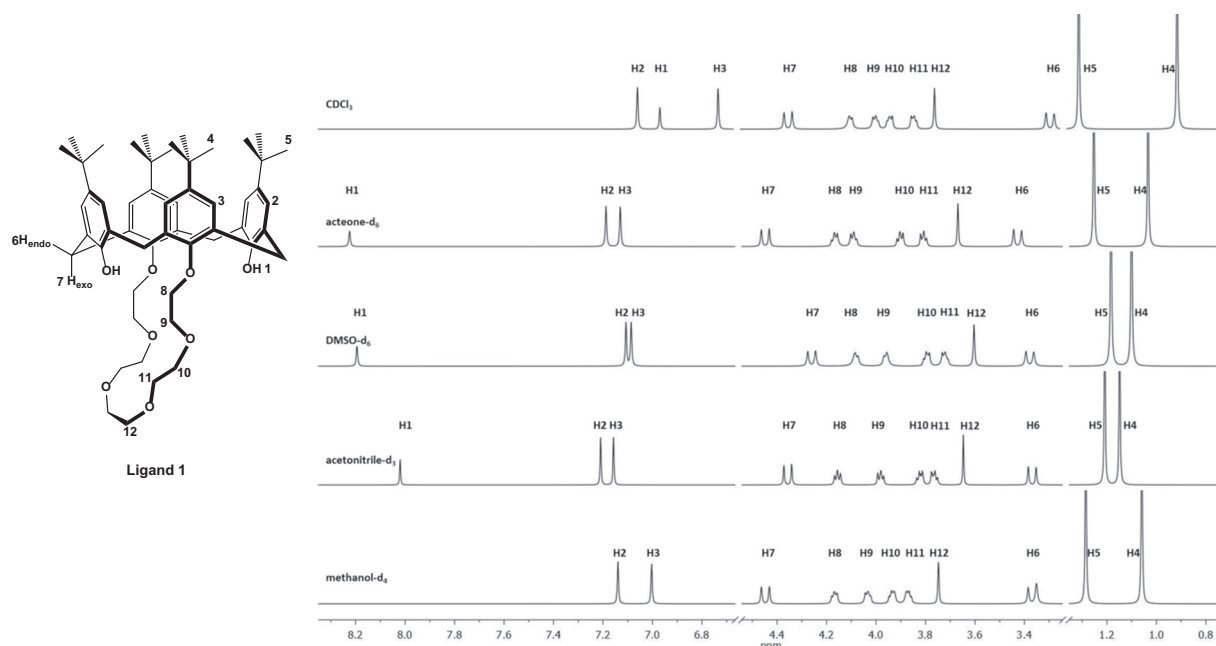 H2 H1 H3 H7 H8 H9 H10 H11 H12 H6 H5 H4
CDCl3
H1 H2 H3 H7 H8 H9 H10 H11 H12 H6 H5 H4
acteone-d6
H1 H2 H3 H7 H8 H9 H10 H11 H12 H6 H5 H4
DMSO-d6
H1 H2 H3 H7 H8 H9 H10 H11 H12 H6 H5 H4
acetonitrile-d3
H2 H3 H7 H8 H9 H10 H11 H12 H6 H5 H4
methanol-d4
8.2 8.0 7.8 7.6 7.4 7.2 7.0 6.8 4.4 4.2 4.0 3.8 3.6 3.4 1.2 1.0 0.8
ppm
4 5
3 2
6Hendo
OH OH 1
7 Hexo
O O
8
9
O O
10
O 11 O
12
Ligand 1